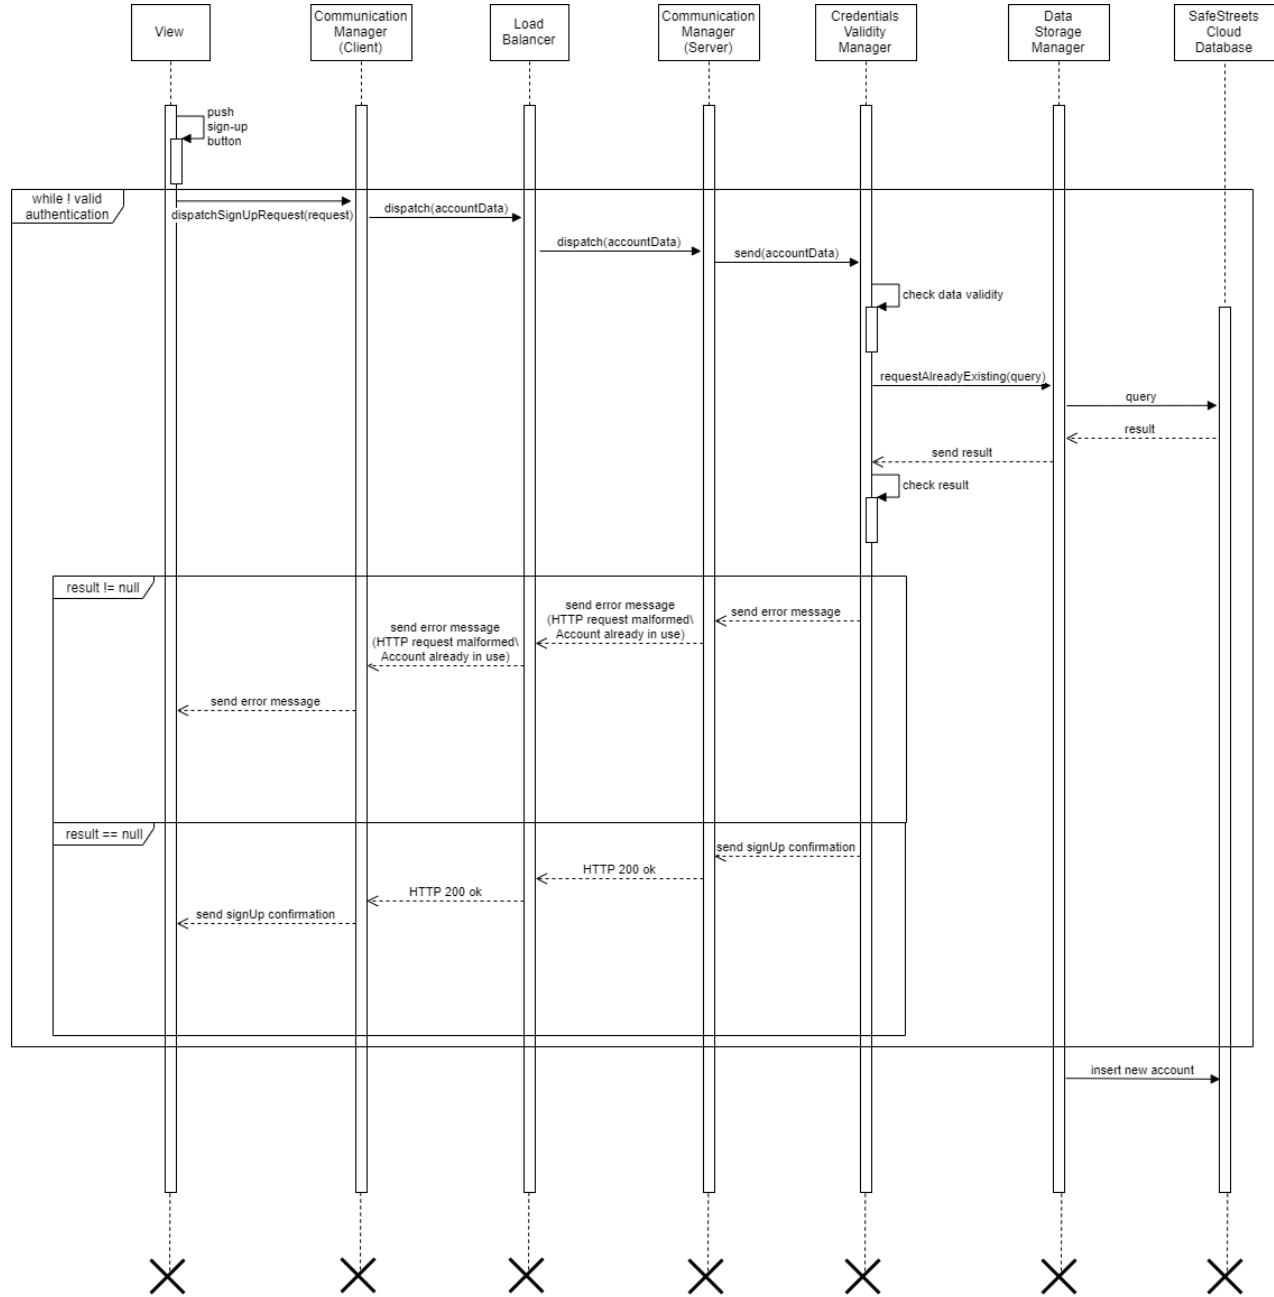 View
Communication
Manager
(Client)
Load
Balancer
Communication
Manager
(Server)
Credentials
Validity
Manager
Data
Storage
Manager
SafeStreets
Cloud
Database
push
sign-up
button
while ! valid
authentication
dispatchSignUpRequest(request)
dispatch(accountData)
dispatch(accountData)
send(accountData)
check data validity
requestAlreadyExisting(query)
query
result
send result
check result
result != null
send error message
send error message
(HTTP request malformed\
Account already in use)
send error message
(HTTP request malformed\
Account already in use)
send error message
result == null
send signUp confirmation
HTTP 200 ok
HTTP 200 ok
send signUp confirmation
insert new account